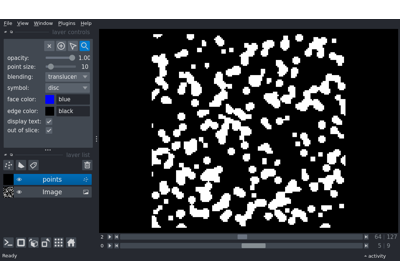 File View Window Plugins Help
layer controls
opacity: 1.00
point size: 10
blending: translucen
symbol: disc
face color: blue
edge color: black
display text:
out of slice:
layer list
points
Image
2 64 127
0 5 9
Ready activity